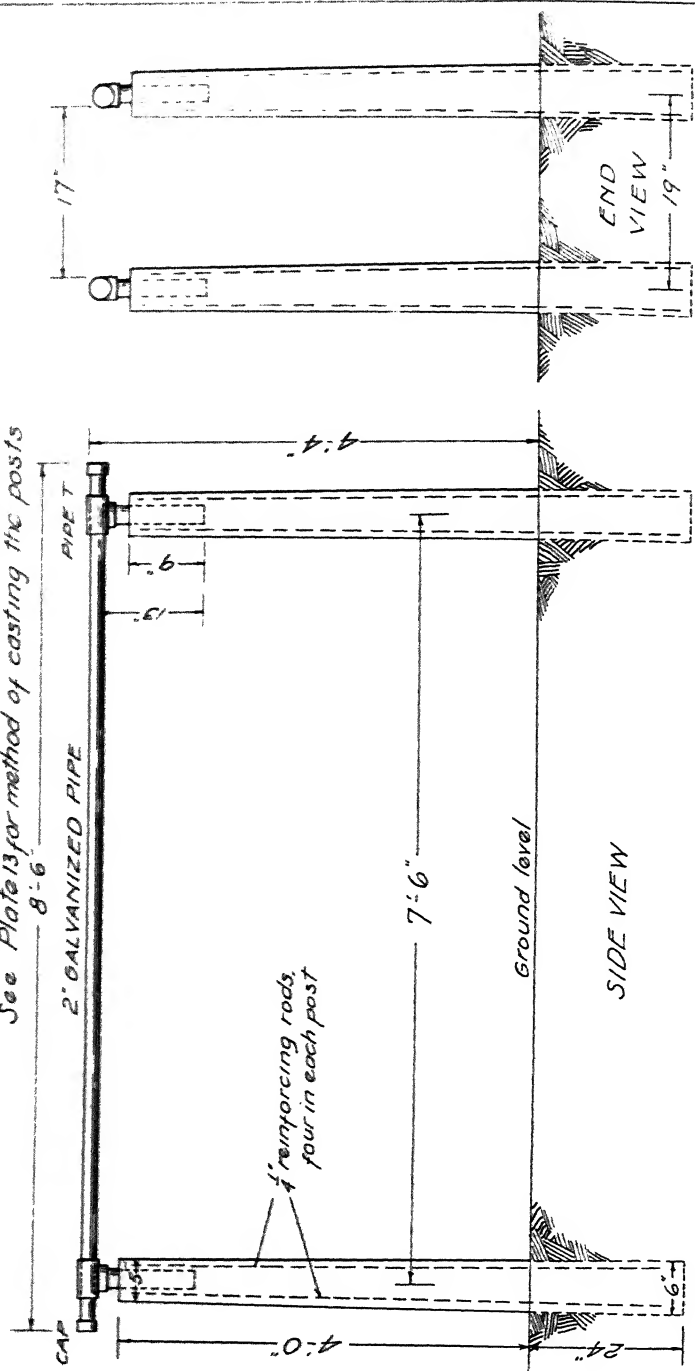 See Plate 13 for method of casting the posts
8'-6"
CAP
2" GALVANIZED PIPE
PIPE T
5"
13"
9"
4'-4"
1/4" reinforcing rods,
four in each post
4'-0"
7'-6"
Ground level
24"
6"
SIDE VIEW
17"
END
VIEW
19"